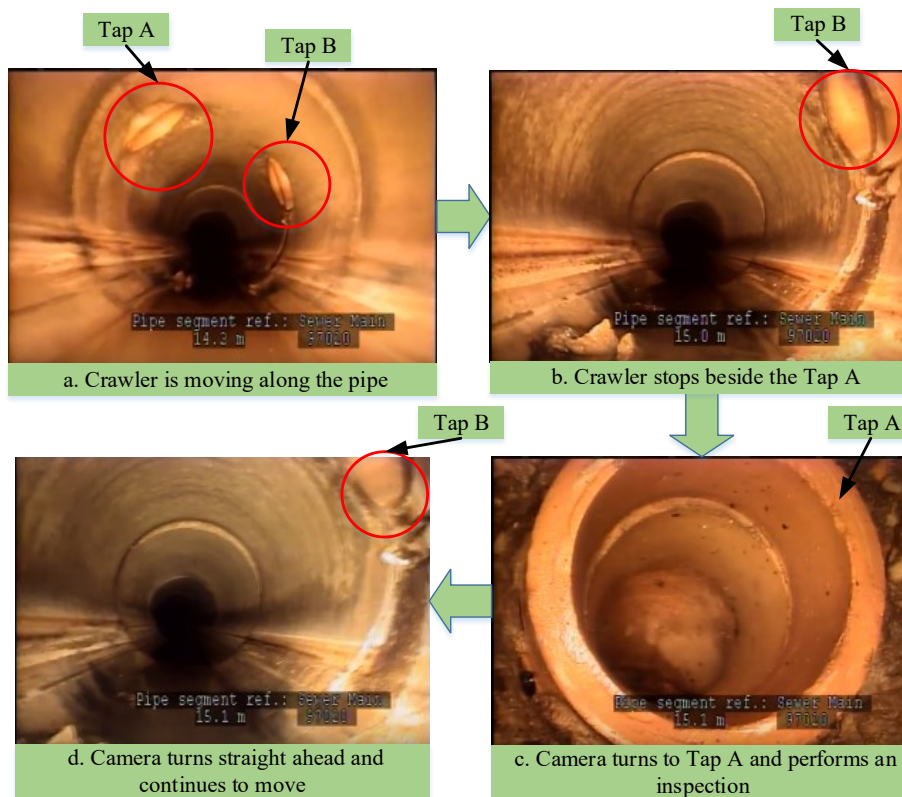 Tap A
Tap B
Pipe segment ref.: Sewer Main
14.3 m 97020
a. Crawler is moving along the pipe
Tap B
Pipe segment ref.: Sewer Main
15.0 m 97020
b. Crawler stops beside the Tap A
Tap B
Pipe segment ref.: Sewer Main
15.1 m 97020
d. Camera turns straight ahead and
continues to move
Tap A
Pipe segment ref.: Sewer Main
15.1 m 97020
c. Camera turns to Tap A and performs an
inspection